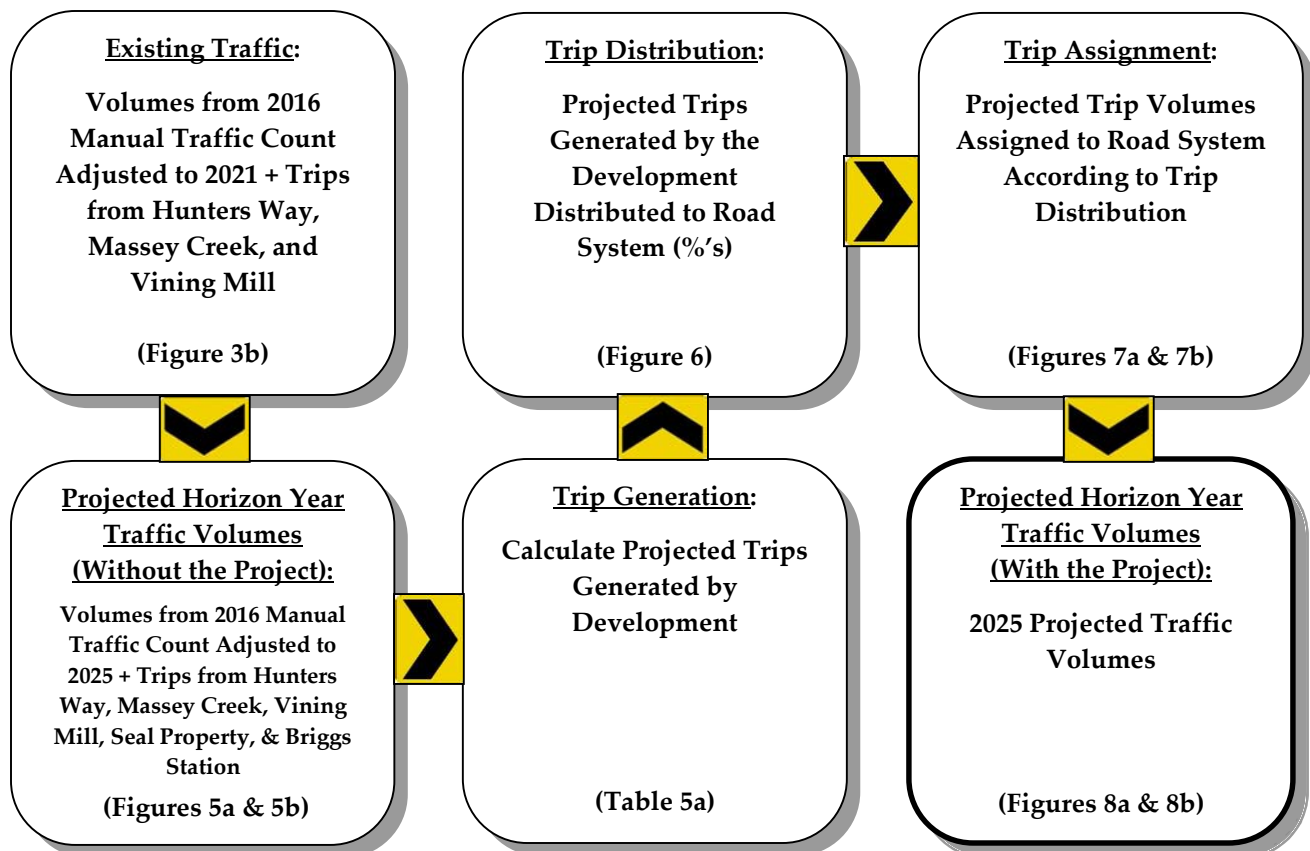 Existing Traffic:
Volumes from 2016
Manual Traffic Count
Adjusted to 2021 + Trips
from Hunters Way,
Massey Creek, and
Vining Mill
(Figure 3b)
Projected Horizon Year
Traffic Volumes
(Without the Project):
Volumes from 2016 Manual
Traffic Count Adjusted to
2025 + Trips from Hunters
Way, Massey Creek, Vining
Mill, Seal Property, & Briggs
Station
(Figures 5a & 5b)
Trip Generation:
Calculate Projected Trips
Generated by
Development
(Table 5a)
Trip Distribution:
Projected Trips
Generated by the
Development
Distributed to Road
System (%'s)
(Figure 6)
Trip Assignment:
Projected Trip Volumes
Assigned to Road System
According to Trip
Distribution
(Figures 7a & 7b)
Projected Horizon Year
Traffic Volumes
(With the Project):
2025 Projected Traffic
Volumes
(Figures 8a & 8b)